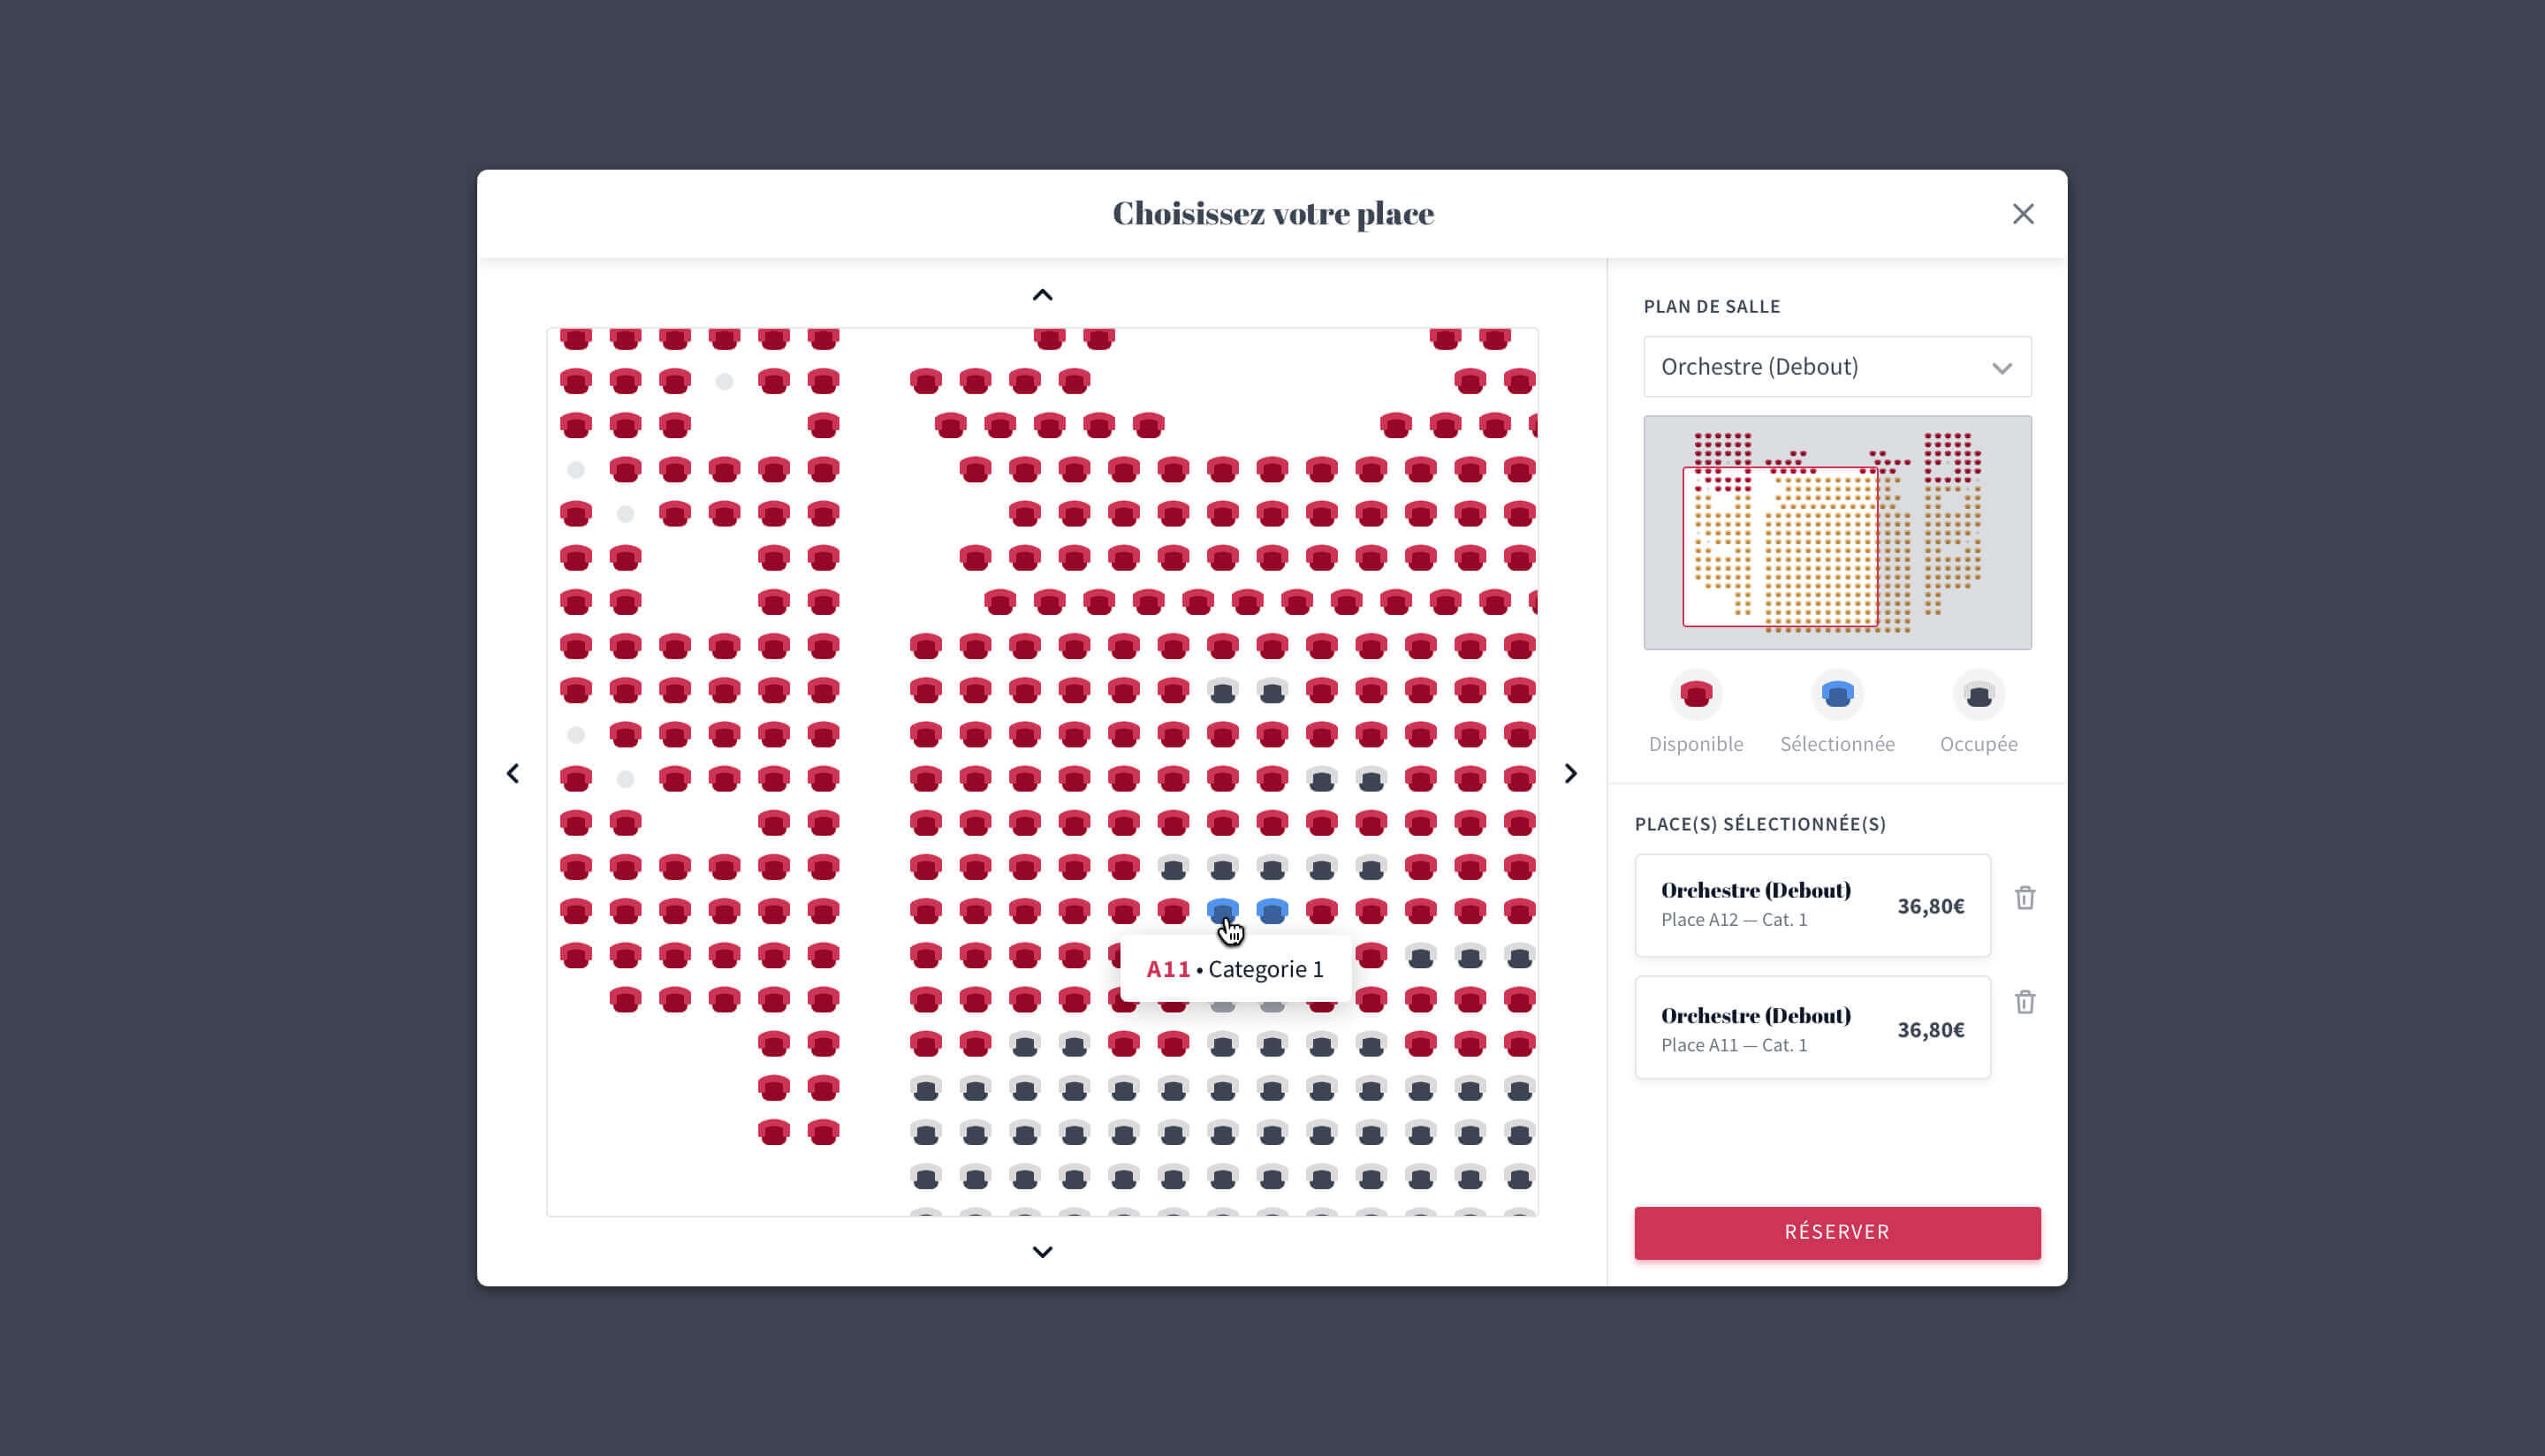 Choisissez votre place
PLAN DE SALLE
Orchestre (Debout)
Disponible
Sélectionnée
Occupée
PLACE(S) SÉLECTIONNÉE(S)
Orchestre (Debout)
Place A12 — Cat. 1
36,80€
Orchestre (Debout)
Place A11 — Cat. 1
36,80€
A11 • Categorie 1
RÉSERVER